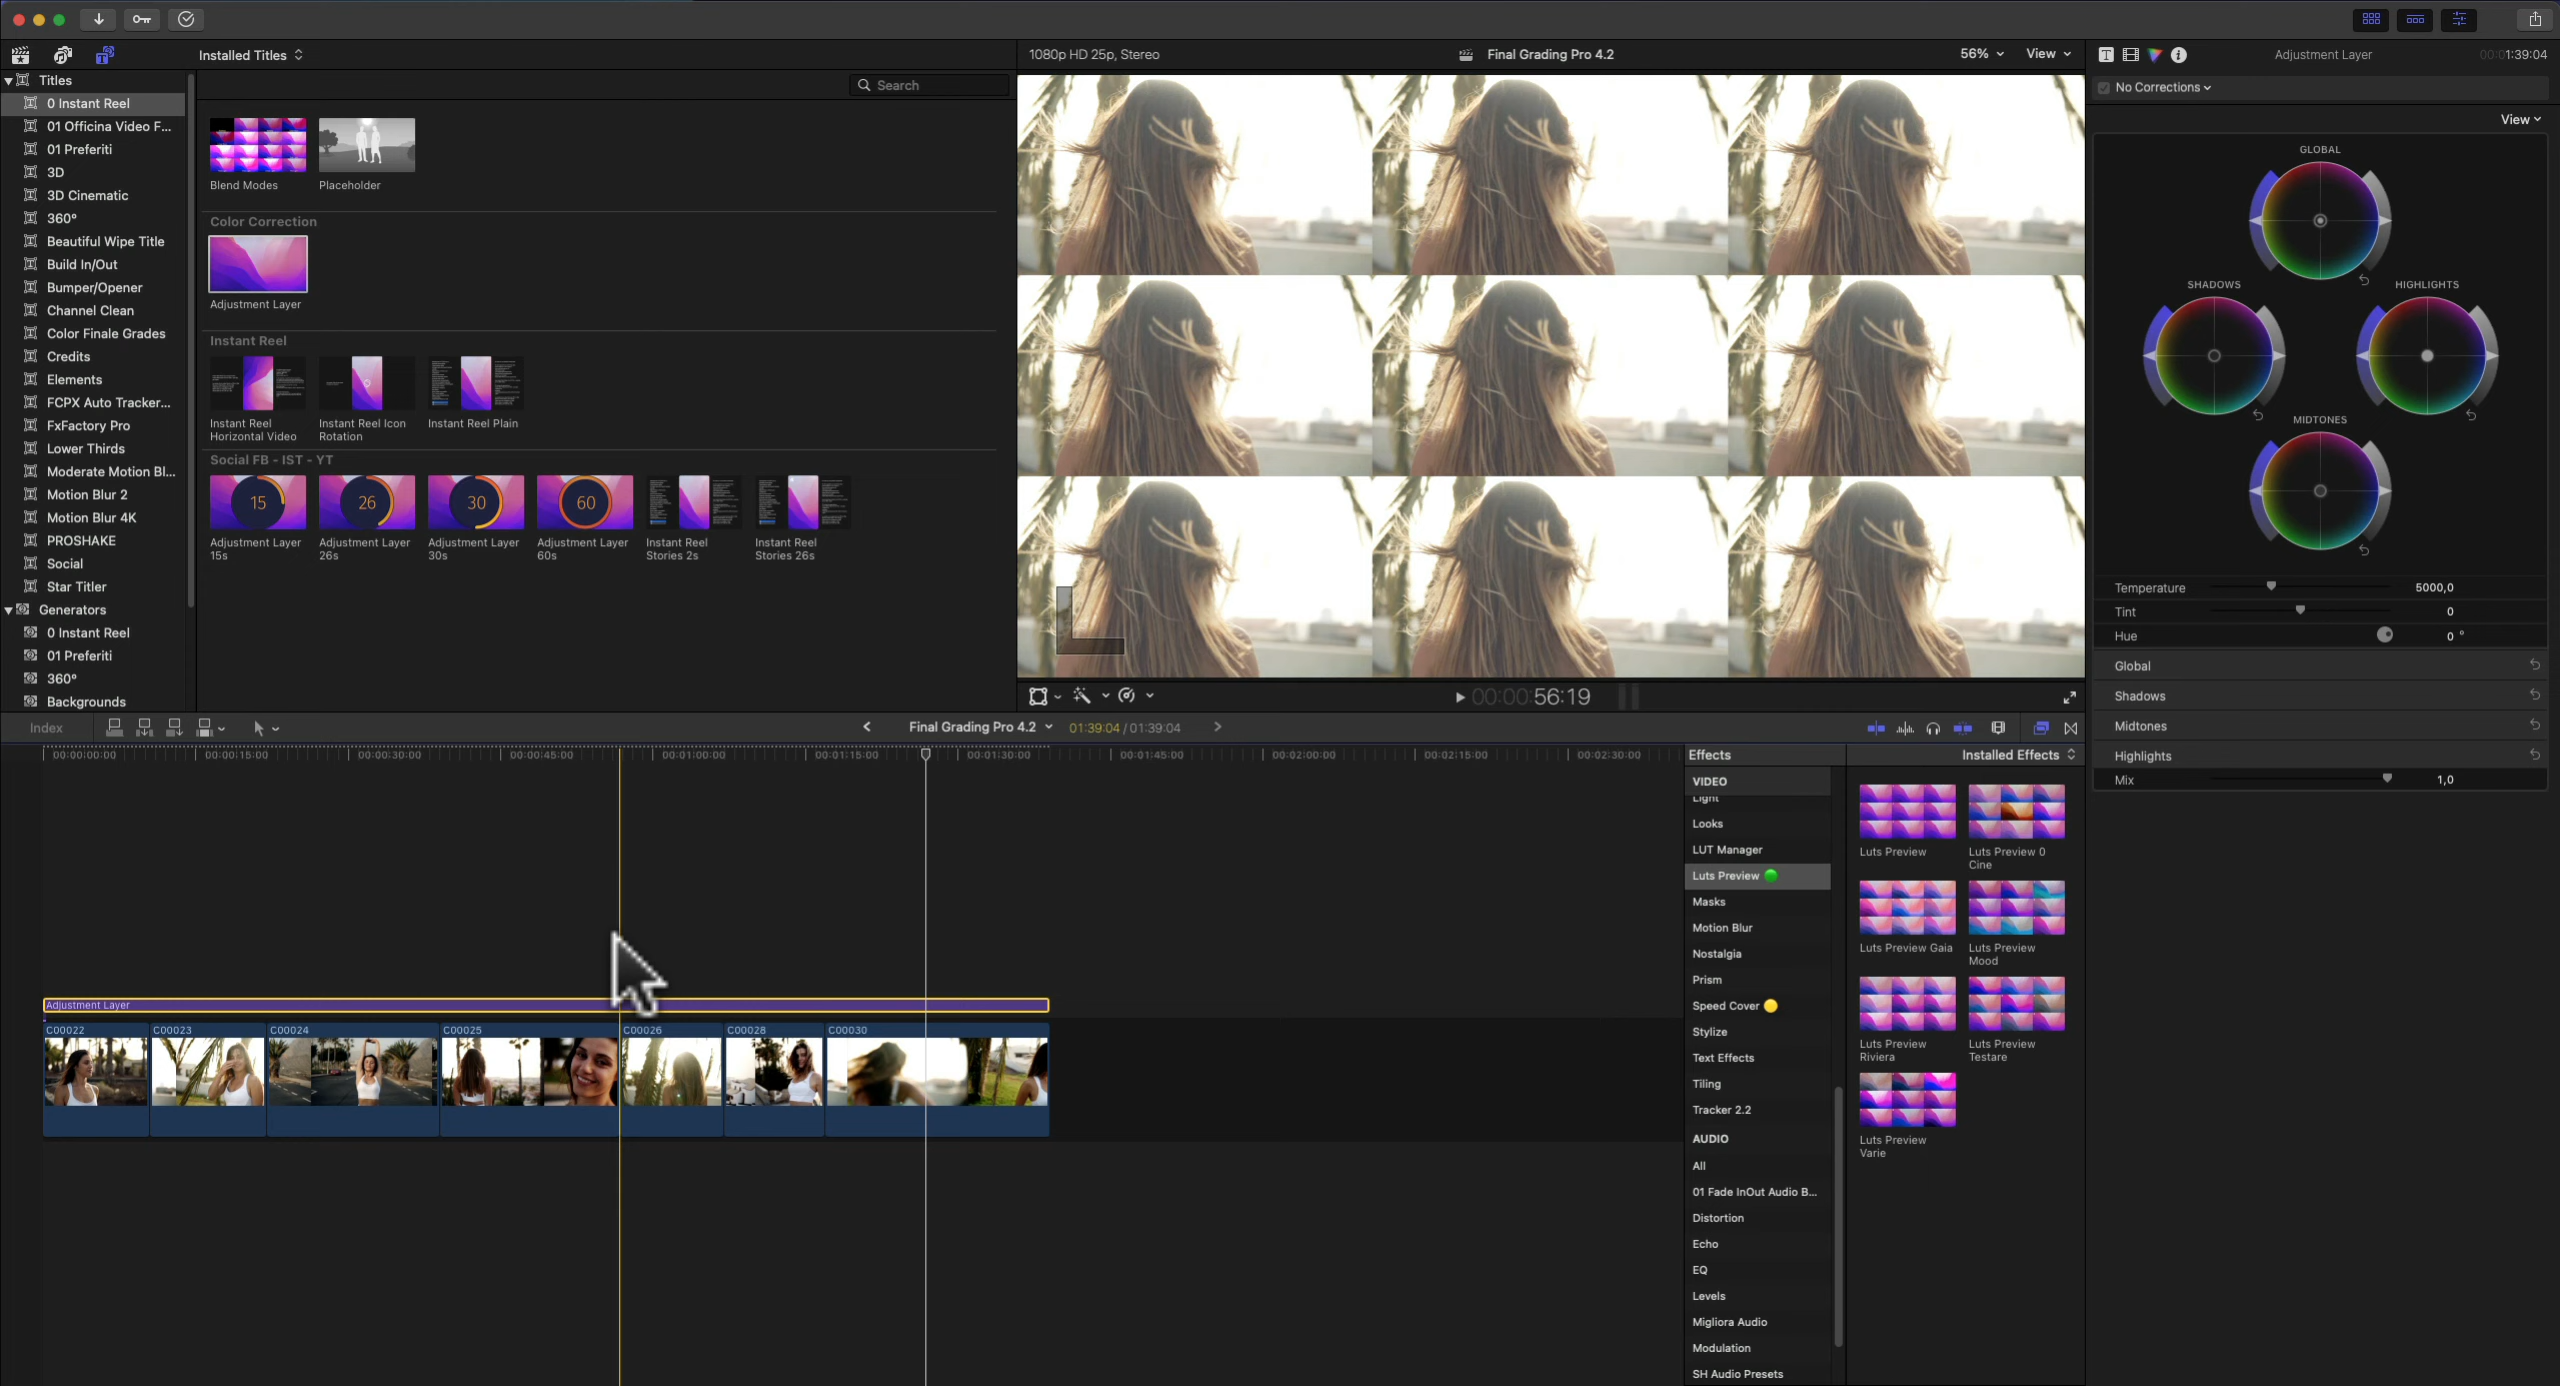 Installed Titles
1080p HD 25p, Stereo
Final Grading Pro 4.2
56%
View
Adjustment Layer
00:01:39:04
Search
No Corrections
View
Titles
0 Instant Reel
01 Officina Video F...
01 Preferiti
3D
3D Cinematic
360°
Beautiful Wipe Title
Build In/Out
Bumper/Opener
Channel Clean
Color Finale Grades
Credits
Elements
FCPX Auto Tracker...
FxFactory Pro
Lower Thirds
Moderate Motion Bl...
Motion Blur 2
Motion Blur 4K
PROSHAKE
Social
Star Titler
Generators
0 Instant Reel
01 Preferiti
360°
Backgrounds
Blend Modes
Placeholder
Color Correction
Adjustment Layer
Instant Reel
Instant Reel
Horizontal Video
Instant Reel Icon
Rotation
Instant Reel Plain
Social FB - IST - YT
15
26
30
60
Adjustment Layer
15s
Adjustment Layer
26s
Adjustment Layer
30s
Adjustment Layer
60s
Instant Reel
Stories 2s
Instant Reel
Stories 26s
GLOBAL
SHADOWS
HIGHLIGHTS
MIDTONES
Temperature
5000,0
Tint
0
Hue
0 °
Global
Shadows
Midtones
Highlights
Mix
1,0
00:00:56:19
Index
Final Grading Pro 4.2
01:39:04 / 01:39:04
00:00:00:00
00:00:15:00
00:00:30:00
00:00:45:00
00:01:00:00
00:01:15:00
00:01:30:00
00:01:45:00
00:02:00:00
00:02:15:00
00:02:30:00
Adjustment Layer
C00022
C00023
C00024
C00025
C00026
C00028
C00030
Effects
Installed Effects
VIDEO
Light
Looks
LUT Manager
Luts Preview
Masks
Motion Blur
Nostalgia
Prism
Speed Cover
Stylize
Text Effects
Tiling
Tracker 2.2
AUDIO
All
01 Fade InOut Audio B...
Distortion
Echo
EQ
Levels
Migliora Audio
Modulation
SH Audio Presets
Luts Preview
Luts Preview 0
Cine
Luts Preview Gaia
Luts Preview
Mood
Luts Preview
Riviera
Luts Preview
Testare
Luts Preview
Varie